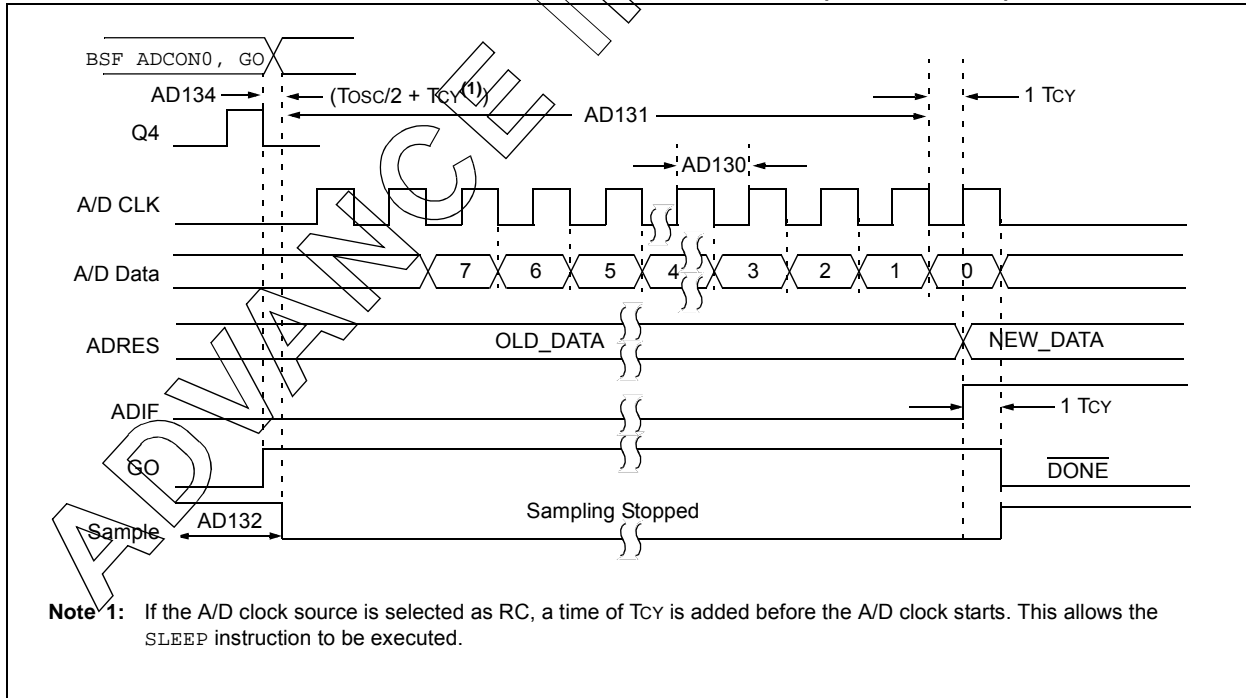 BSF ADCON0, GO
AD134
(TOSC/2 + TCY(1))
AD131
1 TCY
Q4
AD130
A/D CLK
A/D Data
7 6 5 4 3 2 1 0
ADRES
OLD_DATA
NEW_DATA
ADIF
1 TCY
GO
DONE
Sample
AD132
Sampling Stopped
Note 1: If the A/D clock source is selected as RC, a time of TCY is added before the A/D clock starts. This allows the
SLEEP instruction to be executed.